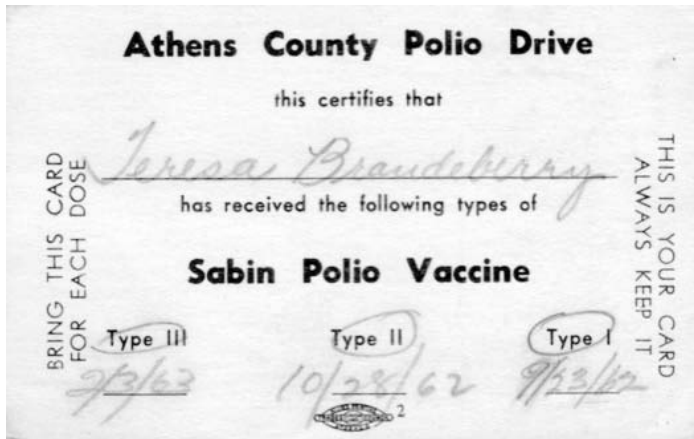 Athens County Polio Drive
this certifies that
Teresa Brandeberry
has received the following types of
Sabin Polio Vaccine
Type III Type II Type I
2/3/63 10/28/62 9/23/62
2
BRING THIS CARD
FOR EACH DOSE
THIS IS YOUR CARD
ALWAYS KEEP IT